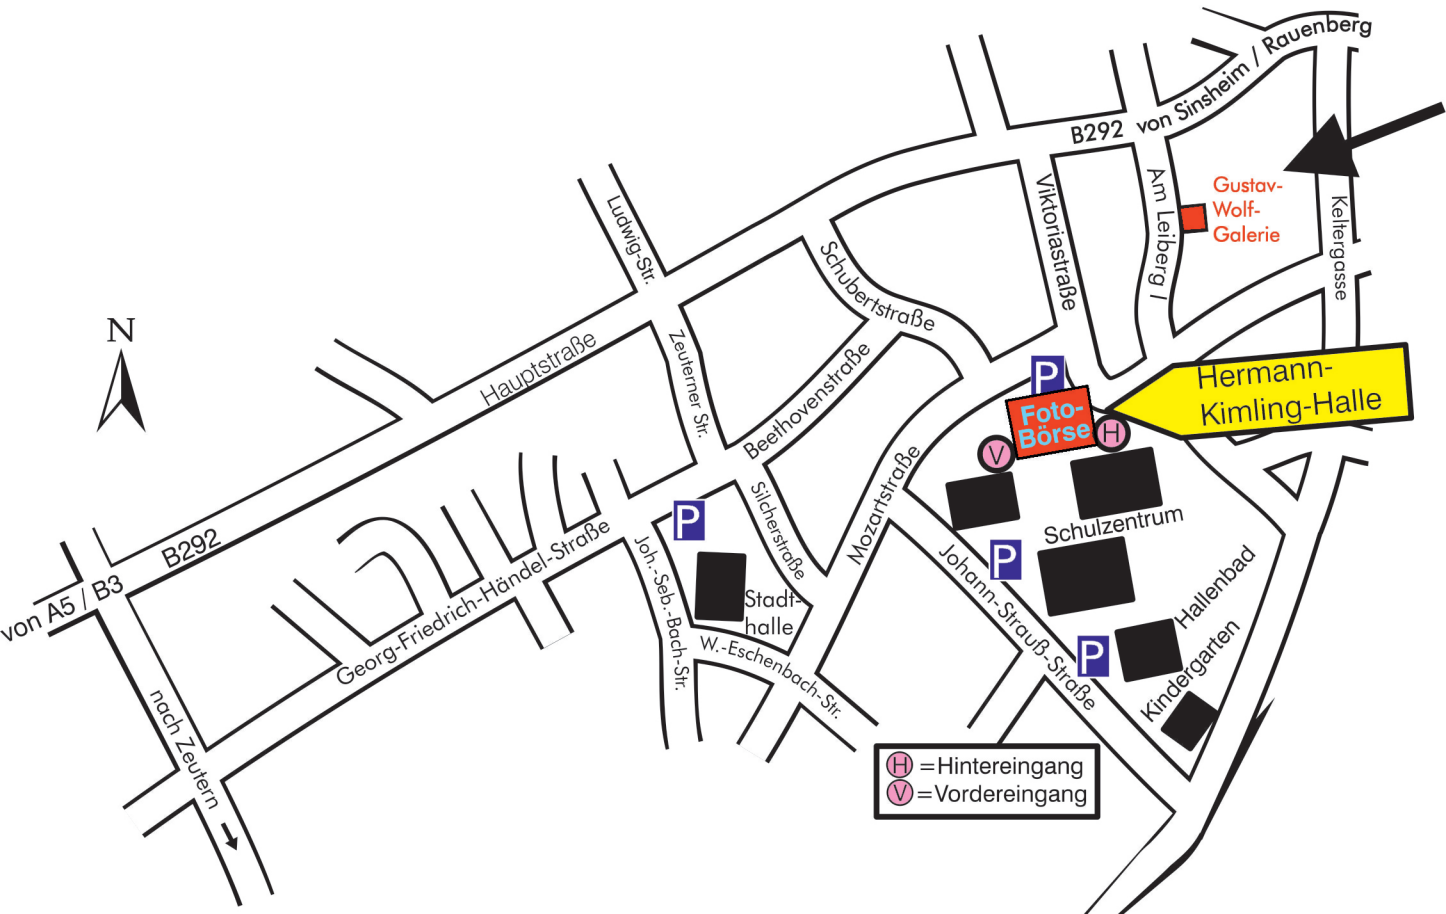 von Sinsheim / Rauenberg
B292
Gustav-
Wolf-
Galerie
Keltergasse
Am Leiberg I
Viktoriastraße
Ludwig-Str.
Schubertstraße
N
Hauptstraße
Zeuterner Str.
Beethovenstraße
P
Foto-
Börse
Hermann-
Kimling-Halle
H
V
Mozartstraße
Silcherstraße
P
Schulzentrum
B292
von A5 / B3
Georg-Friedrich-Händel-Straße
Joh.-Seb.-Bach-Str.
Stadt-
halle
W.-Eschenbach-Str.
Johann-Strauß-Straße
P
P
Hallenbad
Kindergarten
nach Zeutern
H =Hintereingang
V =Vordereingang